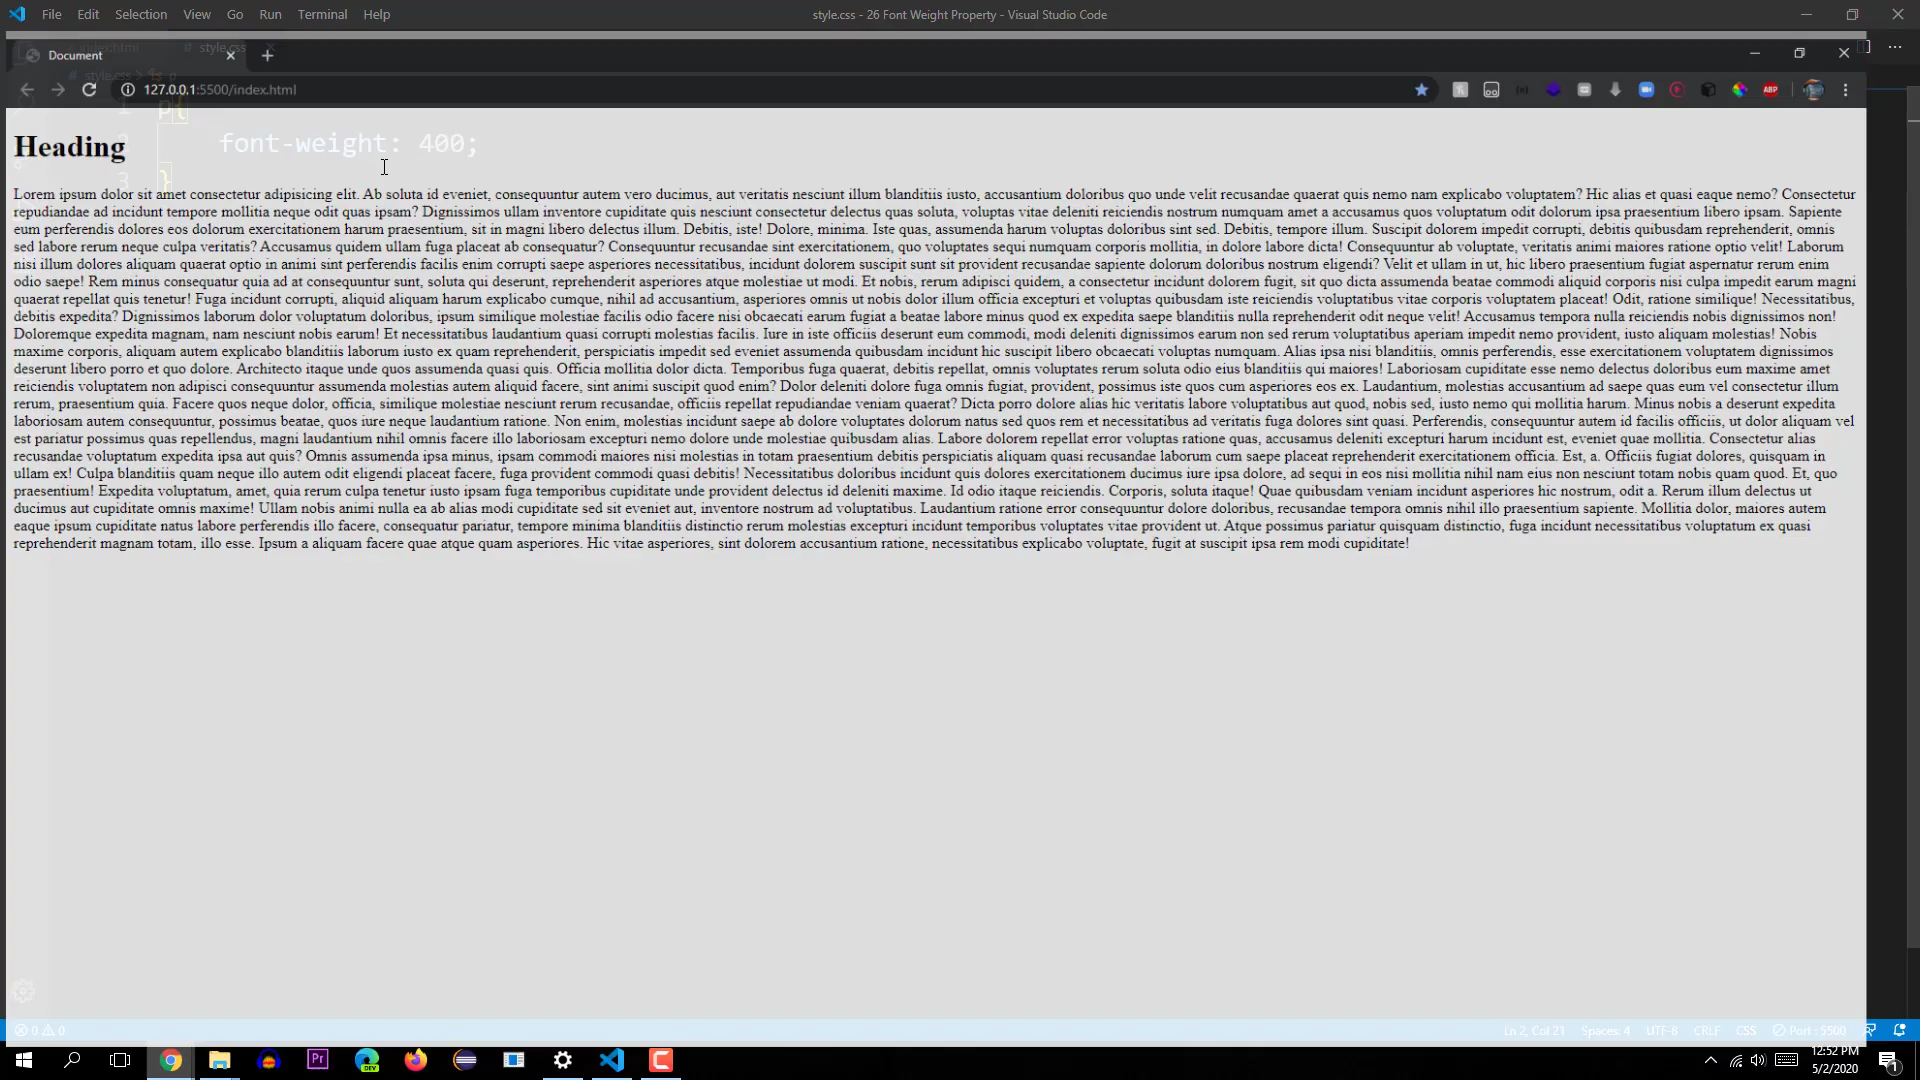 File Edit Selection View Go Run Terminal Help
style.css - 26 Font Weight Property - Visual Studio Code
Document
style.css
127.0.0.1:5500/index.html
ABP
style.css > p
1 p{
2 font-weight: 400;
3 }
Heading
Lorem ipsum dolor sit amet consectetur adipisicing elit. Ab soluta id eveniet, consequuntur autem vero ducimus, aut veritatis nesciunt illum blanditiis iusto, accusantium doloribus quo unde velit recusandae quaerat quis nemo nam explicabo voluptatem? Hic alias et quasi eaque nemo? Consectetur
repudiandae ad incidunt tempore mollitia neque odit quas ipsam? Dignissimos ullam inventore cupiditate quis nesciunt consectetur delectus quas soluta, voluptas vitae deleniti reiciendis nostrum numquam amet a accusamus quos voluptatum odit dolorum ipsa praesentium libero ipsam. Sapiente
eum perferendis dolores eos dolorum exercitationem harum praesentium, sit in magni libero delectus illum. Debitis, iste! Dolore, minima. Iste quas, assumenda harum voluptas doloribus sint sed. Debitis, tempore illum. Suscipit dolorem impedit corrupti, debitis quibusdam reprehenderit, omnis
sed labore rerum neque culpa veritatis? Accusamus quidem ullam fuga placeat ab consequatur? Consequuntur recusandae sint exercitationem, quo voluptates sequi numquam corporis mollitia, in dolore labore dicta! Consequuntur ab voluptate, veritatis animi maiores ratione optio velit! Laborum
nisi illum dolores aliquam quaerat optio in animi sint perferendis facilis enim corrupti saepe asperiores necessitatibus, incidunt dolorem suscipit sunt sit provident recusandae sapiente dolorum doloribus nostrum eligendi? Velit et ullam in ut, hic libero praesentium fugiat aspernatur rerum enim
odio saepe! Rem minus consequatur quia ad at consequuntur sunt, soluta qui deserunt, reprehenderit asperiores atque molestiae ut modi. Et nobis, rerum adipisci quidem, a consectetur incidunt dolorem fugit, sit quo dicta assumenda beatae commodi aliquid corporis nisi culpa impedit earum magni
quaerat repellat quis tenetur! Fuga incidunt corrupti, aliquid aliquam harum explicabo cumque, nihil ad accusantium, asperiores omnis ut nobis dolor illum officia excepturi et voluptas quibusdam iste reiciendis voluptatibus vitae corporis voluptatem placeat! Odit, ratione similique! Necessitatibus,
debitis expedita? Dignissimos laborum dolor voluptatum doloribus, ipsum similique molestiae facilis odio facere nisi obcaecati earum fugiat a beatae labore minus quod ex expedita saepe blanditiis nulla reprehenderit odit neque velit! Accusamus tempora nulla reiciendis nobis dignissimos non!
Doloremque expedita magnam, nam nesciunt nobis earum! Et necessitatibus laudantium quasi corrupti molestias facilis. Iure in iste officiis deserunt eum commodi, modi deleniti dignissimos earum non sed rerum voluptatibus aperiam impedit nemo provident, iusto aliquam molestias! Nobis
maxime corporis, aliquam autem explicabo blanditiis laborum iusto ex quam reprehenderit, perspiciatis impedit sed eveniet assumenda quibusdam incidunt hic suscipit libero obcaecati voluptas numquam. Alias ipsa nisi blanditiis, omnis perferendis, esse exercitationem voluptatem dignissimos
deserunt libero porro et quo dolore. Architecto itaque unde quos assumenda quasi quis. Officia mollitia dolor dicta. Temporibus fuga quaerat, debitis repellat, omnis voluptates rerum soluta odio eius blanditiis qui maiores! Laboriosam cupiditate esse nemo delectus doloribus eum maxime amet
reiciendis voluptatem non adipisci consequuntur assumenda molestias autem aliquid facere, sint animi suscipit quod enim? Dolor deleniti dolore fuga omnis fugiat, provident, possimus iste quos cum asperiores eos ex. Laudantium, molestias accusantium ad saepe quas eum vel consectetur illum
rerum, praesentium quia. Facere quos neque dolor, officia, similique molestiae nesciunt rerum recusandae, officiis repellat repudiandae veniam quaerat? Dicta porro dolore alias hic veritatis labore voluptatibus aut quod, nobis sed, iusto nemo qui mollitia harum. Minus nobis a deserunt expedita
laboriosam autem consequuntur, possimus beatae, quos iure neque laudantium ratione. Non enim, molestias incidunt saepe ab dolore voluptates dolorum natus sed quos rem et necessitatibus ad veritatis fuga dolores sint quasi. Perferendis, consequuntur autem id facilis officiis, ut dolor aliquam vel
est pariatur possimus quas repellendus, magni laudantium nihil omnis facere illo laboriosam excepturi nemo dolore unde molestiae quibusdam alias. Labore dolorem repellat error voluptas ratione quas, accusamus deleniti excepturi harum incidunt est, eveniet quae mollitia. Consectetur alias
recusandae voluptatum expedita ipsa aut quis? Omnis assumenda ipsa minus, ipsam commodi maiores nisi molestias in totam praesentium debitis perspiciatis aliquam quasi recusandae laborum cum saepe placeat reprehenderit exercitationem officia. Est, a. Officiis fugiat dolores, quisquam in
ullam ex! Culpa blanditiis quam neque illo autem odit eligendi placeat facere, fuga provident commodi quasi debitis! Necessitatibus doloribus incidunt quis dolores exercitationem ducimus iure ipsa dolore, ad sequi in eos nisi mollitia nihil nam eius non nesciunt totam nobis quam quod. Et, quo
praesentium! Expedita voluptatum, amet, quia rerum culpa tenetur iusto ipsam fuga temporibus cupiditate unde provident delectus id deleniti maxime. Id odio itaque reiciendis. Corporis, soluta itaque! Quae quibusdam veniam incidunt asperiores hic nostrum, odit a. Rerum illum delectus ut
ducimus aut cupiditate omnis maxime! Ullam nobis animi nulla ea ab alias modi cupiditate sed sit eveniet aut, inventore nostrum ad voluptatibus. Laudantium ratione error consequuntur dolore doloribus, recusandae tempora omnis nihil illo praesentium sapiente. Mollitia dolor, maiores autem
eaque ipsum cupiditate natus labore perferendis illo facere, consequatur pariatur, tempore minima blanditiis distinctio rerum molestias excepturi incidunt temporibus voluptates vitae provident ut. Atque possimus pariatur quisquam distinctio, fuga incidunt necessitatibus voluptatum ex quasi
reprehenderit magnam totam, illo esse. Ipsum a aliquam facere quae atque quam asperiores. Hic vitae asperiores, sint dolorem accusantium ratione, necessitatibus explicabo voluptate, fugit at suscipit ipsa rem modi cupiditate!
0 0 Ln 2, Col 21 Spaces: 4 UTF-8 CRLF CSS Port : 5500
Pr
DEV
12:52 PM
5/2/2020
1